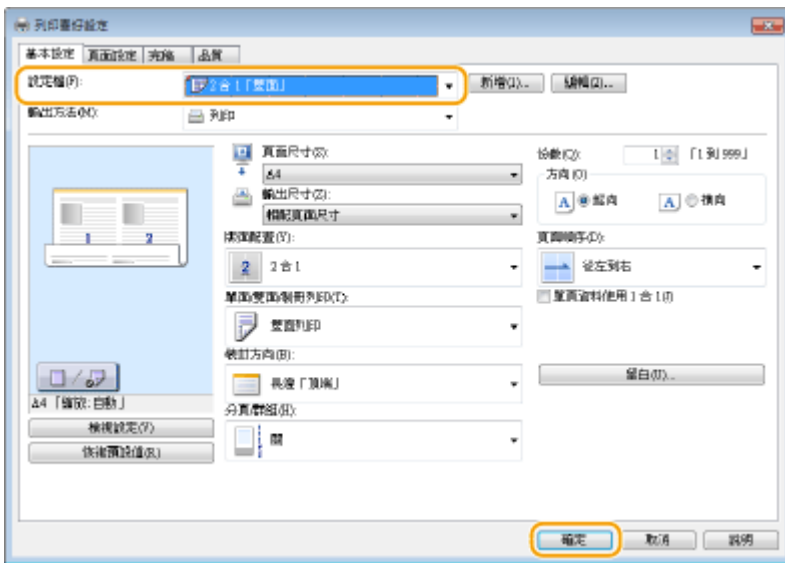 列印喜好設定
基本設定 頁面設定 完稿 品質
設定檔(F): 2合1「雙面」 新增(1)... 編輯(2)...
輸出方法(M): 列印
頁面尺寸(S):
A4
輸出尺寸(Z):
相配頁面尺寸
份數(Q): 1 「1 到 999」
方向(O)
A 縱向 A 橫向
版面配置(Y):
2 2合1
頁面順序(D):
從左到右
單頁資料使用 1 合 1(J)
單面/雙面/製冊列印(T):
雙面列印
裝訂方向(B):
長邊「頂端」
留白(U)...
分頁/群組(H):
關
1 2
A4「縮放: 自動」
檢視設定(V)
恢復預設值(R)
確定 取消 說明